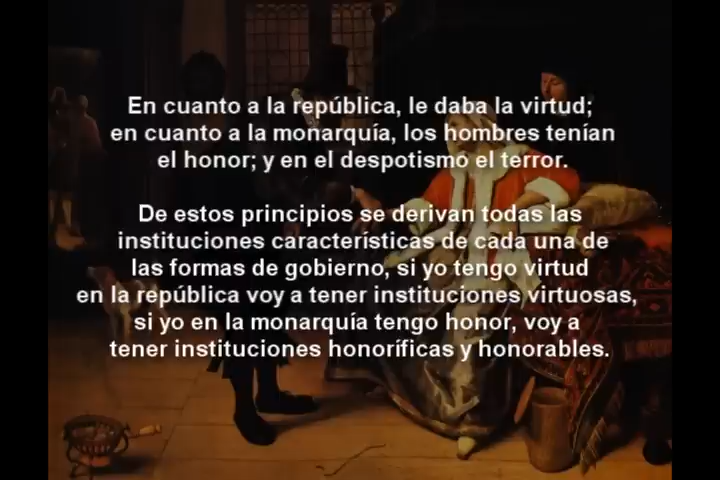 En cuanto a la república, le daba la virtud;
en cuanto a la monarquía, los hombres tenían
el honor; y en el despotismo el terror.
De estos principios se derivan todas las
instituciones características de cada una de
las formas de gobierno, si yo tengo virtud
en la república voy a tener instituciones virtuosas,
si yo en la monarquía tengo honor, voy a
tener instituciones honoríficas y honorables.